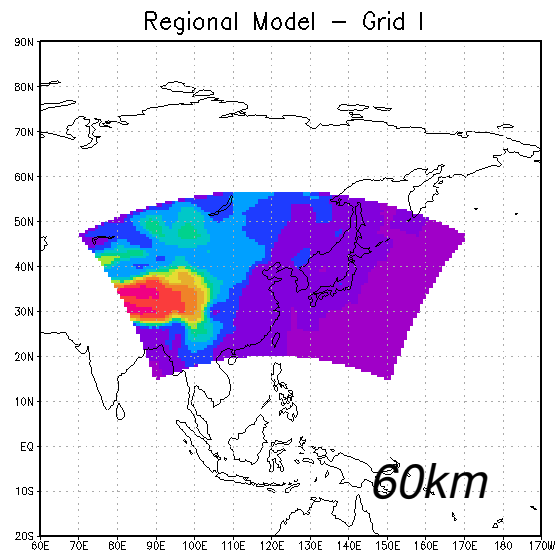 Regional Model – Grid I
90N
80N
70N
60N
50N
40N
30N
20N
10N
EQ
60km
10S
20S
60E 70E 80E 90E 100E 110E 120E 130E 140E 150E 160E 170E 180 170W